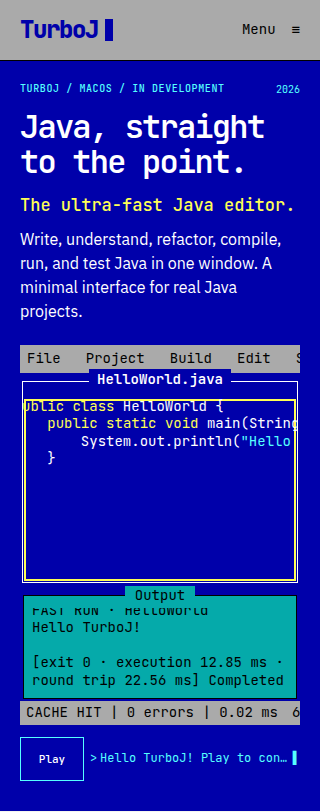 TurboJ
Menu ≡
TURBOJ / MACOS / IN DEVELOPMENT 2026
Java, straight
to the point.
The ultra-fast Java editor.
Write, understand, refactor, compile,
run, and test Java in one window. A
minimal interface for real Java
projects.
File Project Build Edit S
HelloWorld.java
ublic class HelloWorld {
public static void main(String
System.out.println("Hello
}
Output
FAST RUN · HelloWorld
Hello TurboJ!
[exit 0 · execution 12.85 ms ·
round trip 22.56 ms] Completed
CACHE HIT | 0 errors | 0.02 ms 6
Play > Hello TurboJ! Play to con…